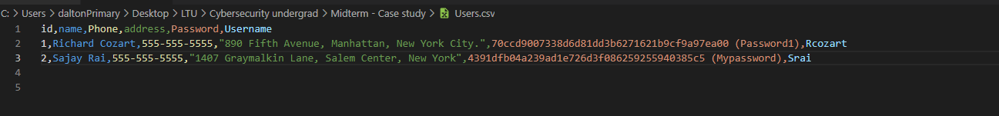 C: > Users > daltonPrimary > Desktop > LTU > Cybersecurity undergrad > Midterm - Case study > Users.csv
1 id,name,Phone,address,Password,Username
2 1,Richard Cozart,555-555-5555,"890 Fifth Avenue, Manhattan, New York City.",70ccd9007338d6d81dd3b6271621b9cf9a97ea00 (Password1),Rcozart
3 2,Sajay Rai,555-555-5555,"1407 Graymalkin Lane, Salem Center, New York",4391dfb04a239ad1e726d3f086259255940385c5 (Mypassword),Srai
4
5